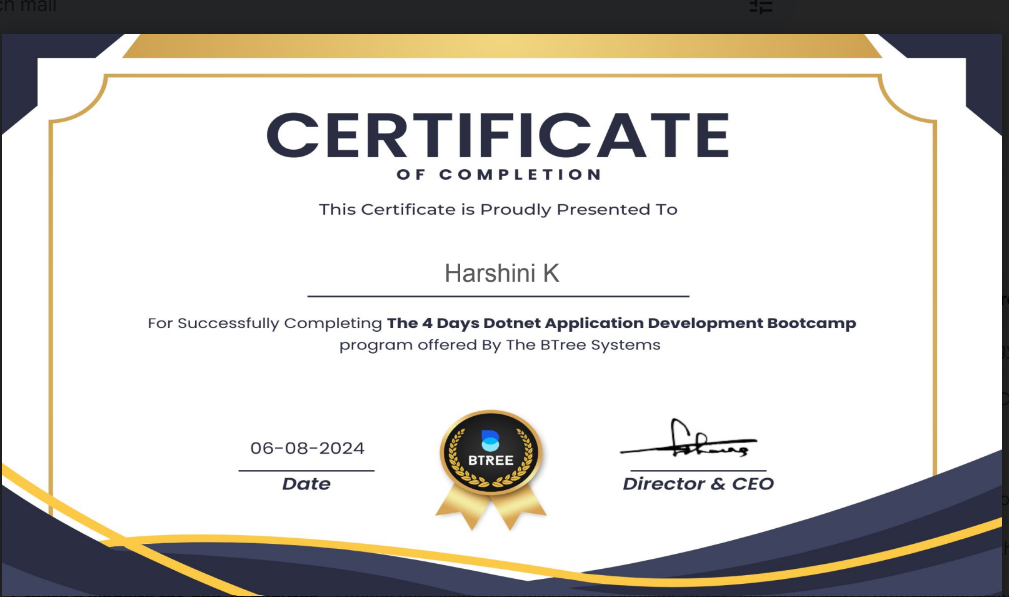 ch mail
CERTIFICATE
OF COMPLETION
This Certificate is Proudly Presented To
Harshini K
For Successfully Completing The 4 Days Dotnet Application Development Bootcamp
program offered By The BTree Systems
06-08-2024
Date
BTREE
Director & CEO